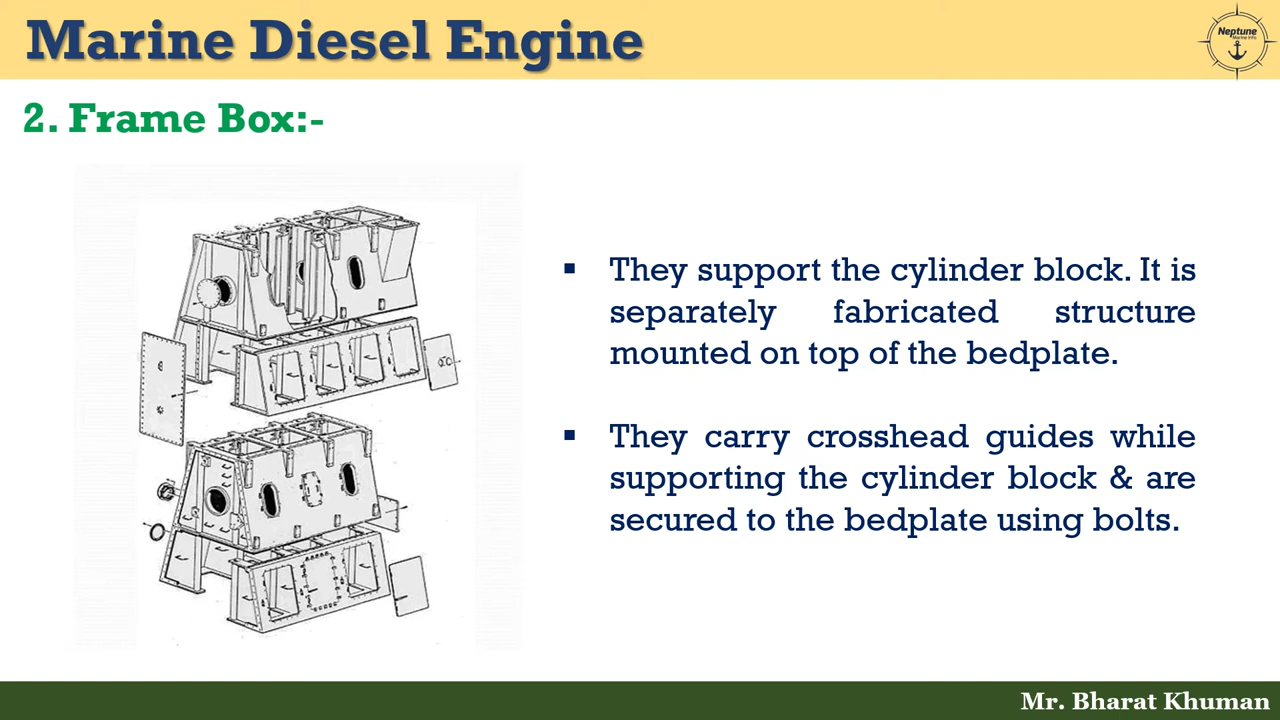 Marine Diesel Engine
Neptune
Marine Info
2. Frame Box:-
▪ They support the cylinder block. It is
separately fabricated structure
mounted on top of the bedplate.
▪ They carry crosshead guides while
supporting the cylinder block & are
secured to the bedplate using bolts.
Mr. Bharat Khuman